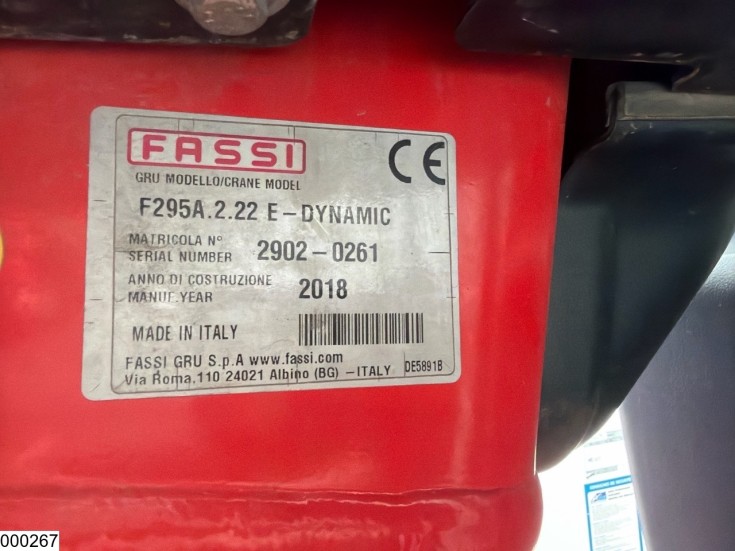 FASSI
CE
GRU MODELLO/CRANE MODEL
F295A.2.22 E-DYNAMIC
MATRICOLA N°
SERIAL NUMBER 2902-0261
ANNO DI COSTRUZIONE
MANUF.YEAR 2018
MADE IN ITALY
FASSI GRU S.p.A www.fassi.com
Via Roma.110 24021 Albino (BG) -ITALY DE5891B
000267